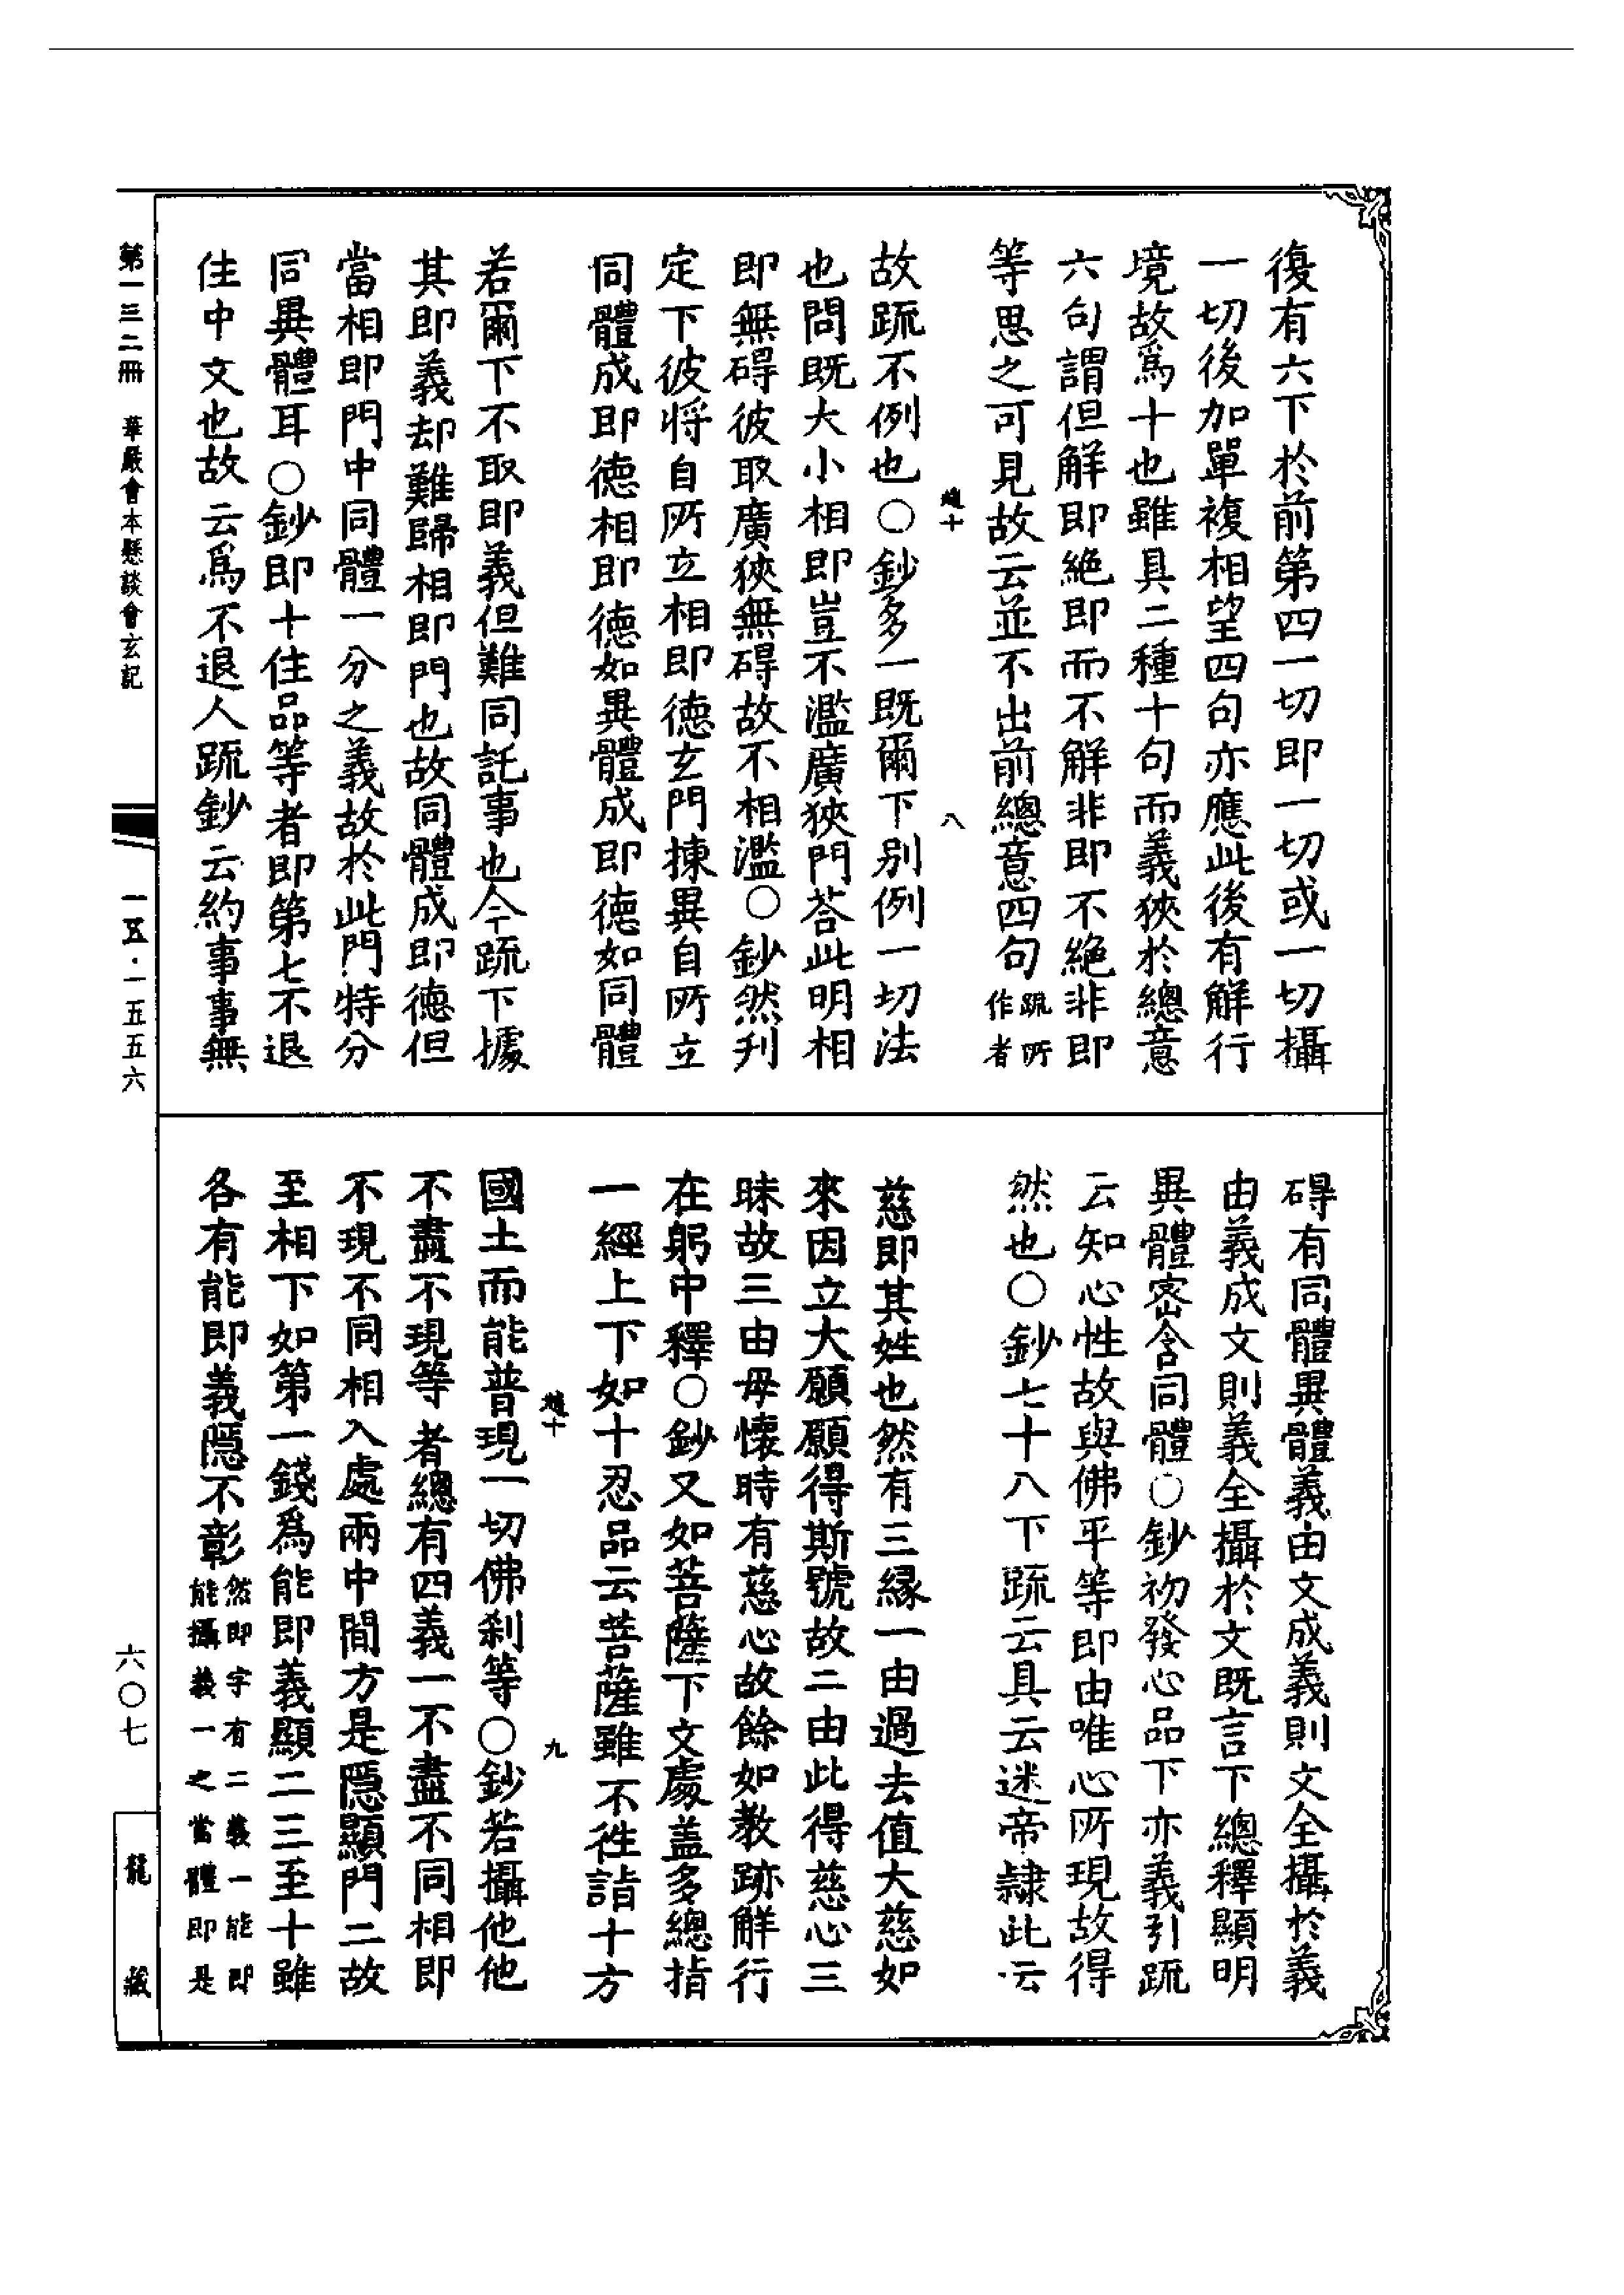 復有六下於前第四一切即一切或一切攝
一切後加單複相望四句亦應此後有解行
境故爲十也雖具二種十句而義狹於總意
六句謂但解即絶即而不解非即不絶非即
等思之可見故云並不出前總意四句疏所作者
八
故疏不例也○鈔多一既爾下别例一切法
也問既大小相即豈不濫廣狹門荅此明相
即無碍彼取廣狹無碍故不相濫○鈔然判
定下彼将自所立相即德玄門揀異自所立
同體成即德相即德如異體成即德如同體
若爾下不取即義但難同託事也今疏下據
其即義却難歸相即門也故同體成即德但
當相即門中同體一分之義故於此門特分
同異體耳○鈔即十住品等者即第七不退
住中文也故云爲不退人疏鈔云約事事無
碍有同體異體義由文成義則文全攝於義
由義成文則義全攝於文既言下總釋顯明
異體密含同體○鈔初發心品下亦義引疏
云知心性故與佛平等即由唯心所現故得
然也○鈔七十八下疏云具云迷帝隸此云
慈即其姓也然有三緣一由過去值大慈如
來因立大願願得斯號故二由此得慈心三
昧故三由母懷時有慈心故餘如教跡解行
在躬中釋○鈔又如菩薩下文處盖多總指
一經上下如十忍品云菩薩雖不徃詣十方
九
國土而能普現一切佛刹等○鈔若攝他他
不盡不現等者總有四義一不盡不同相即
不現不同相入處兩中間方是隱顯門二故
至相下如第一錢爲能即義顯二三至十雖
各有能即義隱不彰然即字有二義一能即能攝義一之當體即是
第一三二冊　華嚴會本懸談會玄記
一五·一五五六
六〇七
龍藏